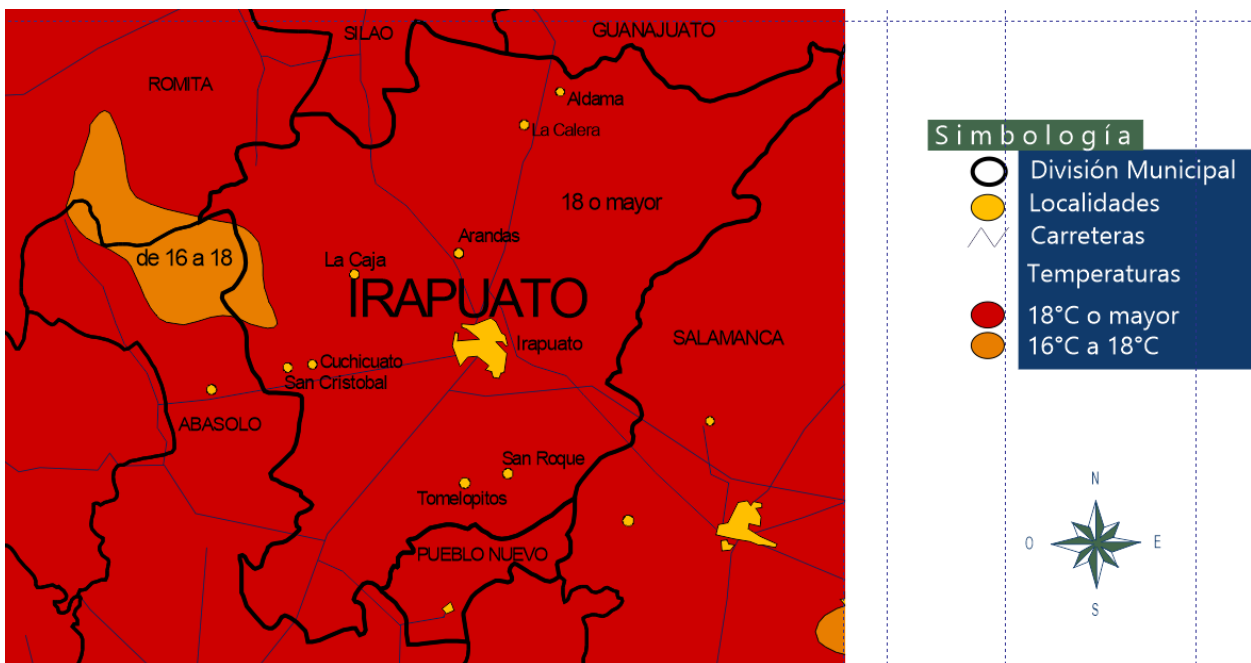 SILAO
GUANAJUATO
ROMITA
Aldama
La Calera
18 o mayor
Arandas
de 16 a 18
La Caja
IRAPUATO
Irapuato
SALAMANCA
Cuchicuato
San Cristóbal
ABASOLO
San Roque
Tomelopitos
PUEBLO NUEVO
Simbología
División Municipal
Localidades
Carreteras
Temperaturas
18°C o mayor
16°C a 18°C
N
O
E
S